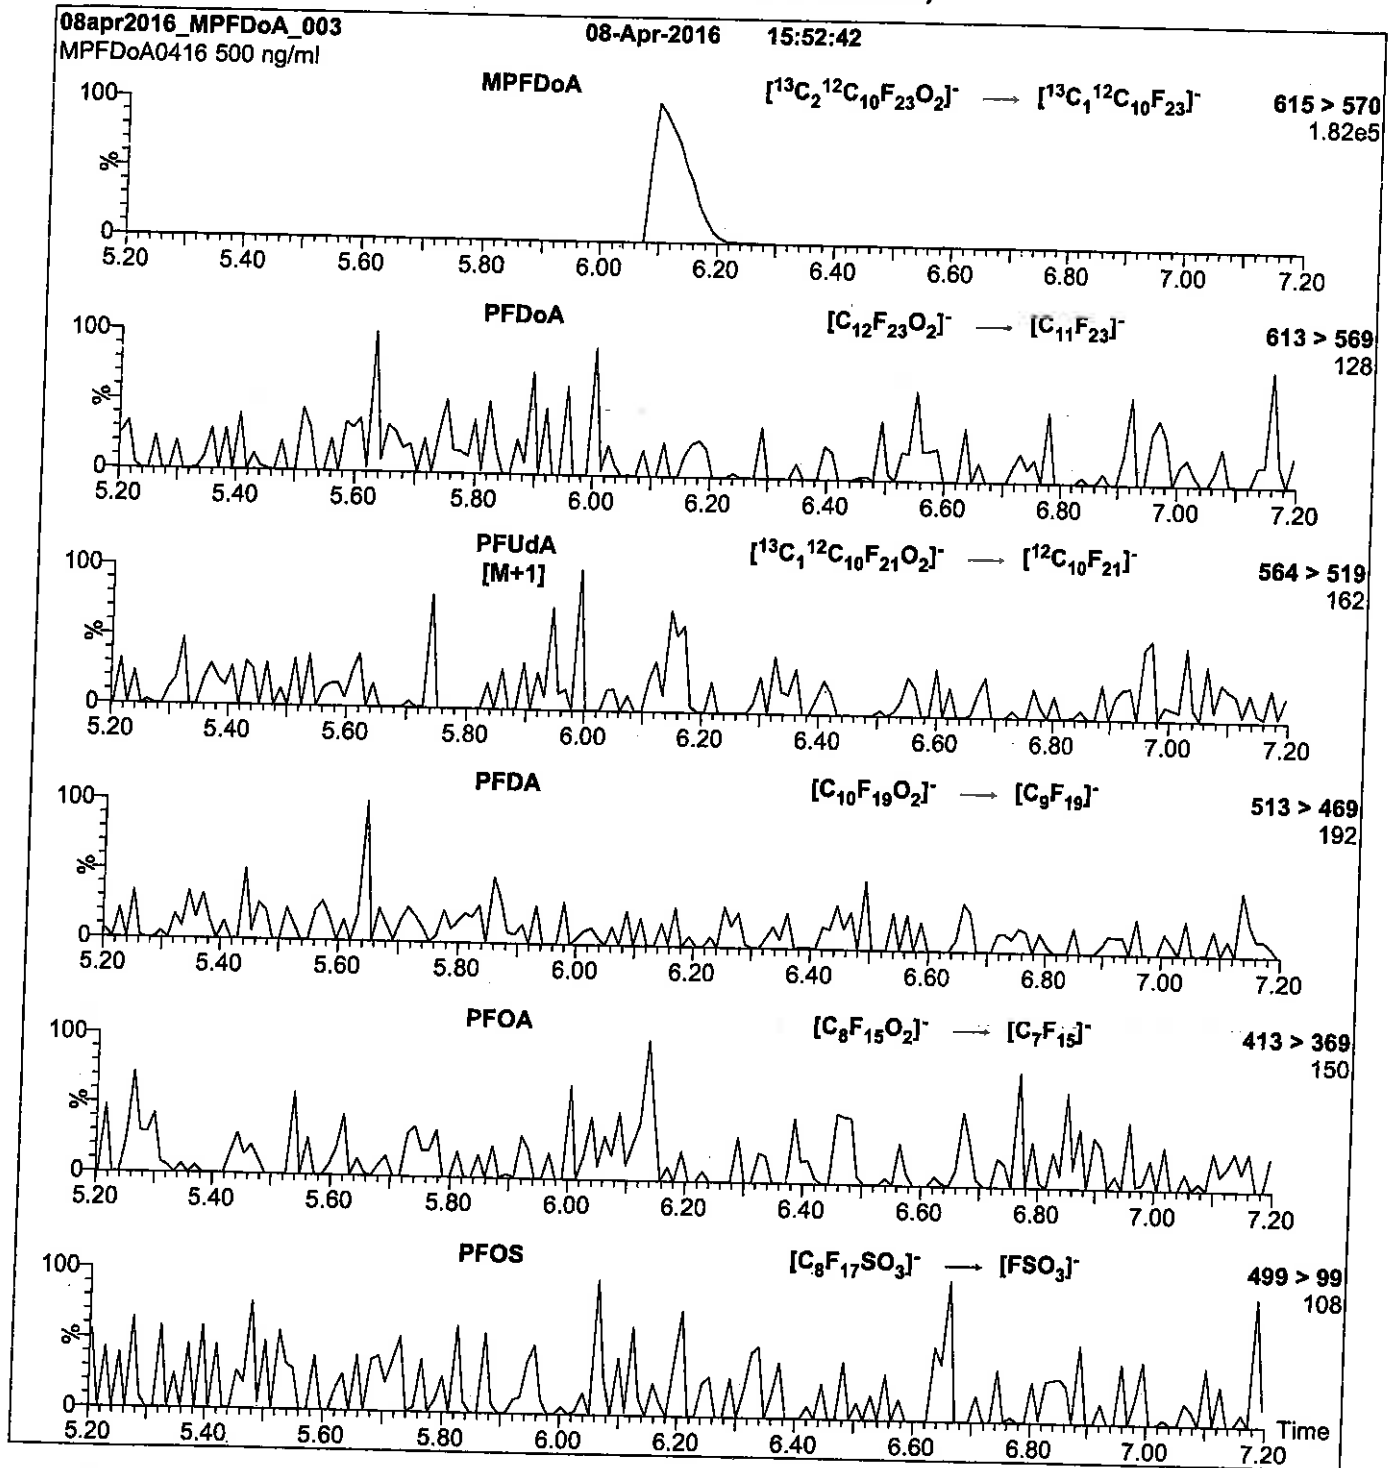 08apr2016_MPFDoA_003 08-Apr-2016 15:52:42
MPFDoA0416 500 ng/ml
MPFDoA [¹³C₂¹²C₁₀F₂₃O₂]⁻ → [¹³C₁¹²C₁₀F₂₃]⁻ 615 > 570
1.82e5
100
%
0
5.20 5.40 5.60 5.80 6.00 6.20 6.40 6.60 6.80 7.00 7.20
PFDoA [C₁₂F₂₃O₂]⁻ → [C₁₁F₂₃]⁻ 613 > 569
128
100
%
0
5.20 5.40 5.60 5.80 6.00 6.20 6.40 6.60 6.80 7.00 7.20
PFUdA [¹³C₁¹²C₁₀F₂₁O₂]⁻ → [¹²C₁₀F₂₁]⁻ 564 > 519
[M+1] 162
100
%
0
5.20 5.40 5.60 5.80 6.00 6.20 6.40 6.60 6.80 7.00 7.20
PFDA [C₁₀F₁₉O₂]⁻ → [C₉F₁₉]⁻ 513 > 469
192
100
%
0
5.20 5.40 5.60 5.80 6.00 6.20 6.40 6.60 6.80 7.00 7.20
PFOA [C₈F₁₅O₂]⁻ → [C₇F₁₅]⁻ 413 > 369
150
100
%
0
5.20 5.40 5.60 5.80 6.00 6.20 6.40 6.60 6.80 7.00 7.20
PFOS [C₈F₁₇SO₃]⁻ → [FSO₃]⁻ 499 > 99
108
100
%
0
5.20 5.40 5.60 5.80 6.00 6.20 6.40 6.60 6.80 7.00 7.20 Time